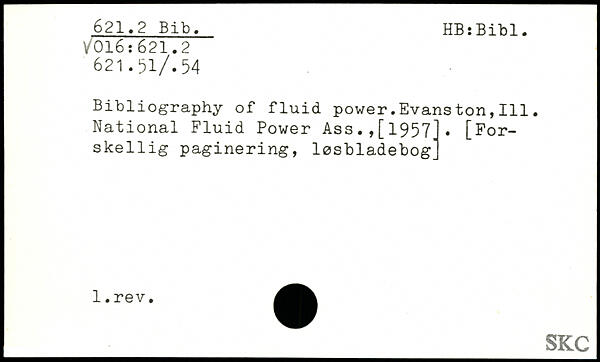 621.2 Bib. HB:Bibl.
√016:621.2
621.51/.54
Bibliography of fluid power.Evanston,Ill.
National Fluid Power Ass.,[1957]. [For-
skellig paginering, løsbladebog]
1.rev.
SKC